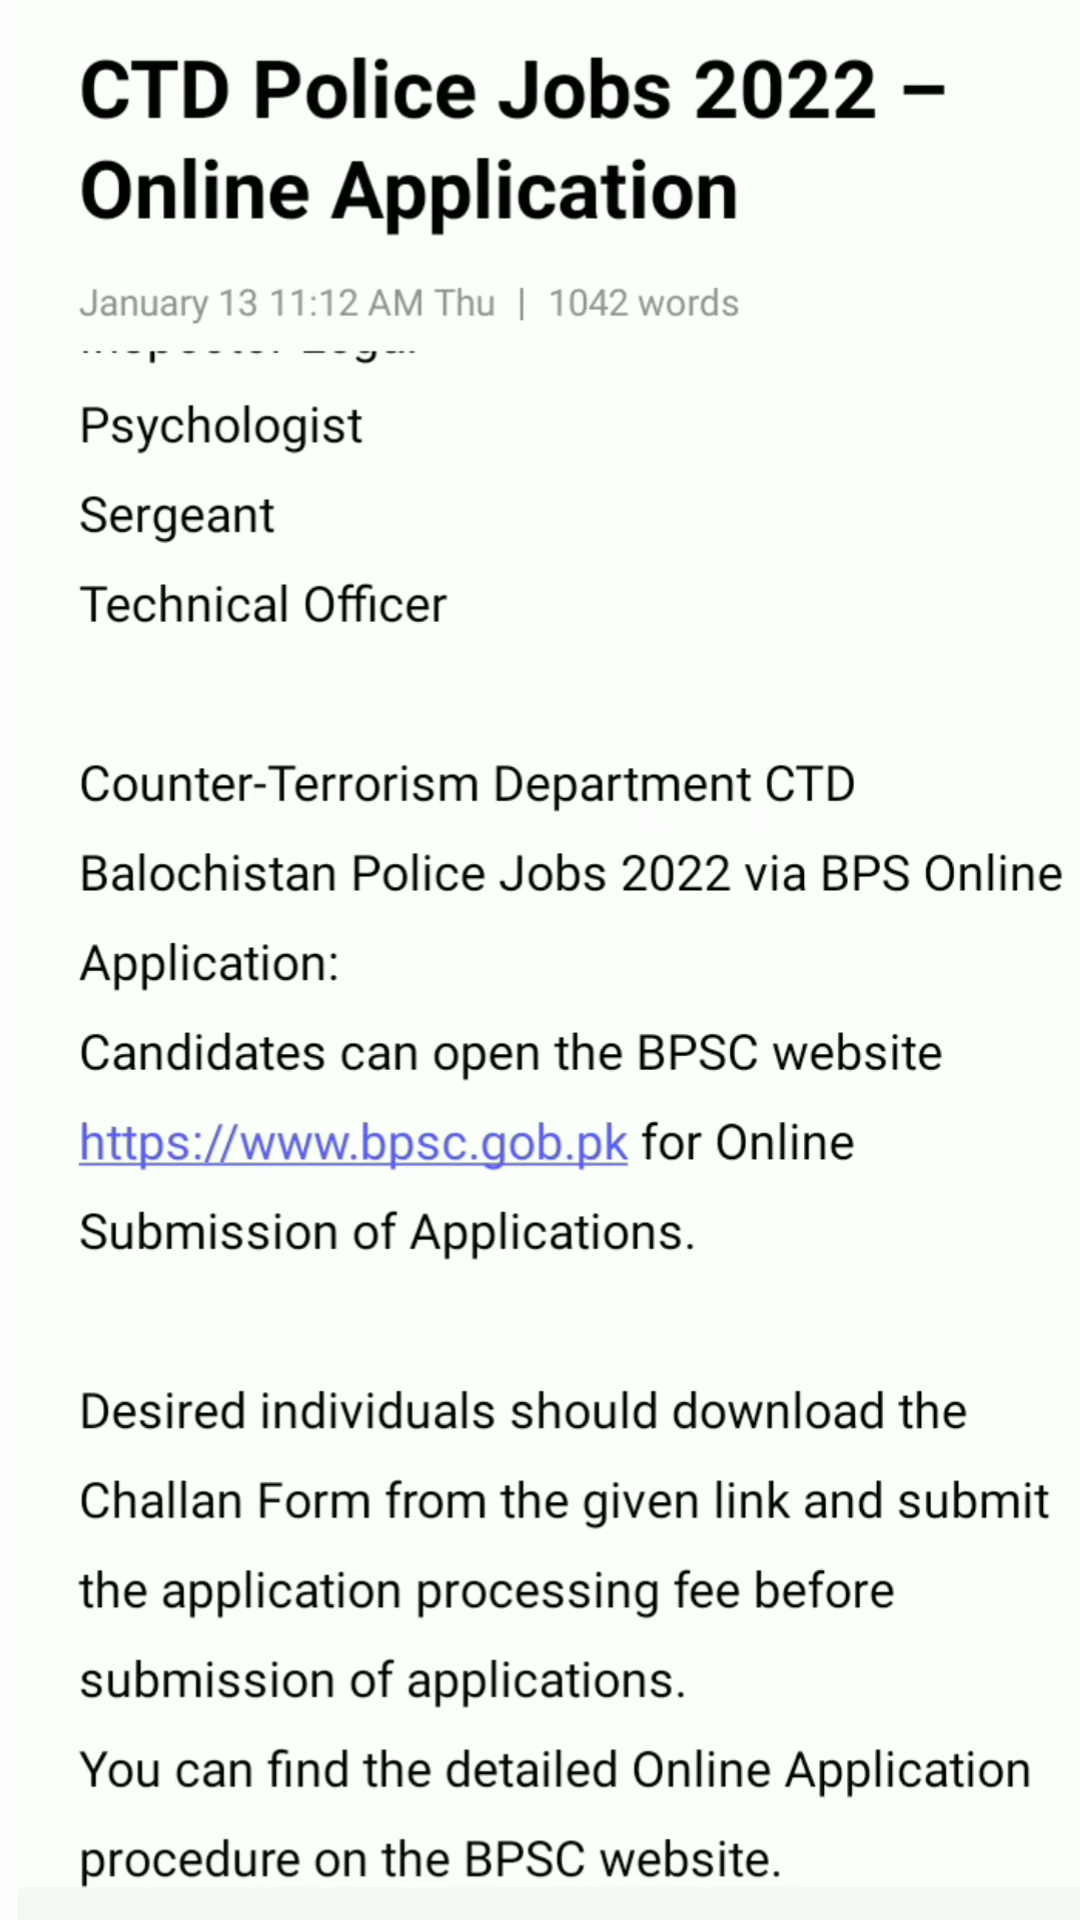 CTD Police Jobs 2022 –
Online Application
January 13 11:12 AM Thu | 1042 words
Psychologist
Sergeant
Technical Officer
Counter-Terrorism Department CTD
Balochistan Police Jobs 2022 via BPS Online
Application:
Candidates can open the BPSC website
https://www.bpsc.gob.pk for Online
Submission of Applications.
Desired individuals should download the
Challan Form from the given link and submit
the application processing fee before
submission of applications.
You can find the detailed Online Application
procedure on the BPSC website.